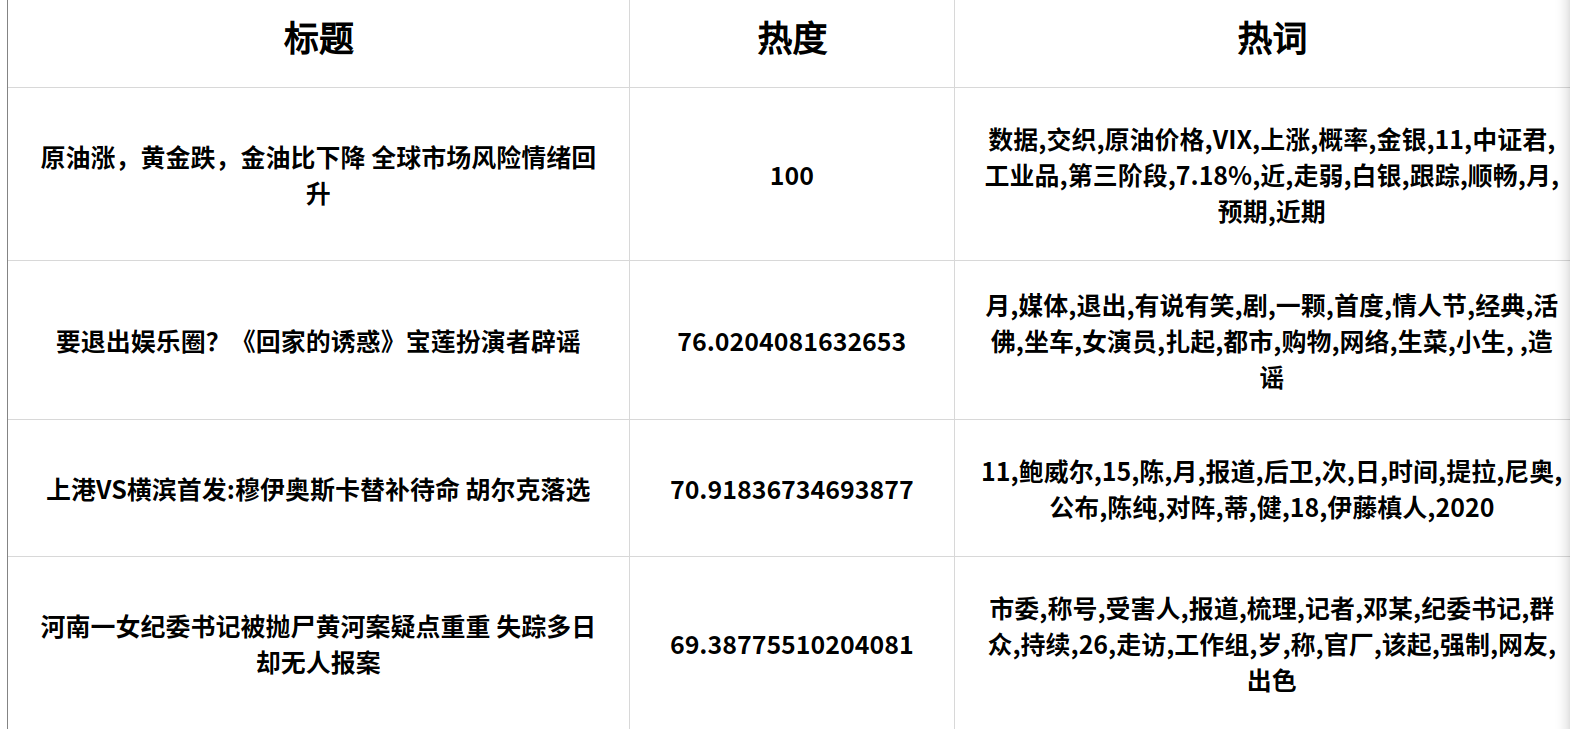 标题
热度
热词
原油涨，黄金跌，金油比下降 全球市场风险情绪回
升
100
数据,交织,原油价格,VIX,上涨,概率,金银,11,中证君,
工业品,第三阶段,7.18%,近,走弱,白银,跟踪,顺畅,月,
预期,近期
要退出娱乐圈？《回家的诱惑》宝莲扮演者辟谣
76.0204081632653
月,媒体,退出,有说有笑,剧,一颗,首度,情人节,经典,活
佛,坐车,女演员,扎起,都市,购物,网络,生菜,小生, ,造
谣
上港VS横滨首发:穆伊奥斯卡替补待命 胡尔克落选
70.91836734693877
11,鲍威尔,15,陈,月,报道,后卫,次,日,时间,提拉,尼奥,
公布,陈纯,对阵,蒂,健,18,伊藤槙人,2020
河南一女纪委书记被抛尸黄河案疑点重重 失踪多日
却无人报案
69.38775510204081
市委,称号,受害人,报道,梳理,记者,邓某,纪委书记,群
众,持续,26,走访,工作组,岁,称,官厂,该起,强制,网友,
出色